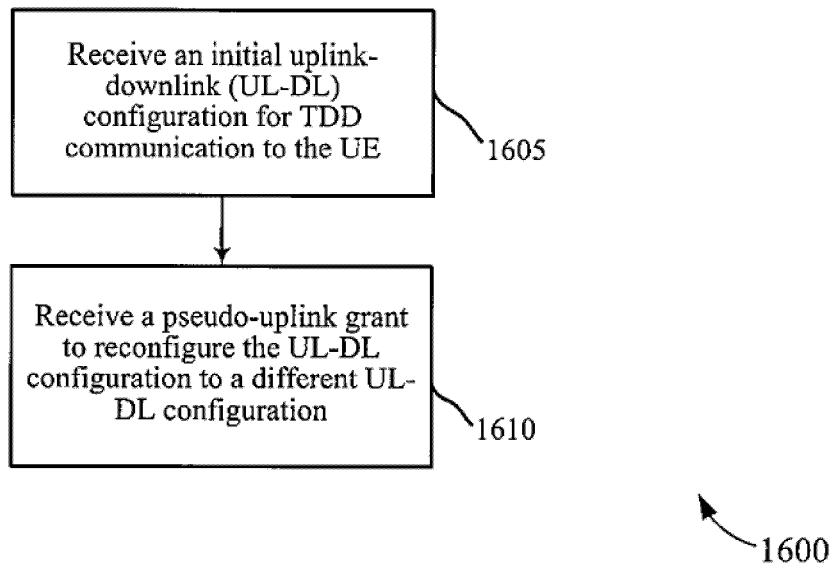 Receive an initial uplink-
downlink (UL-DL)
configuration for TDD
communication to the UE
1605
Receive a pseudo-uplink grant
to reconfigure the UL-DL
configuration to a different UL-
DL configuration
1610
1600